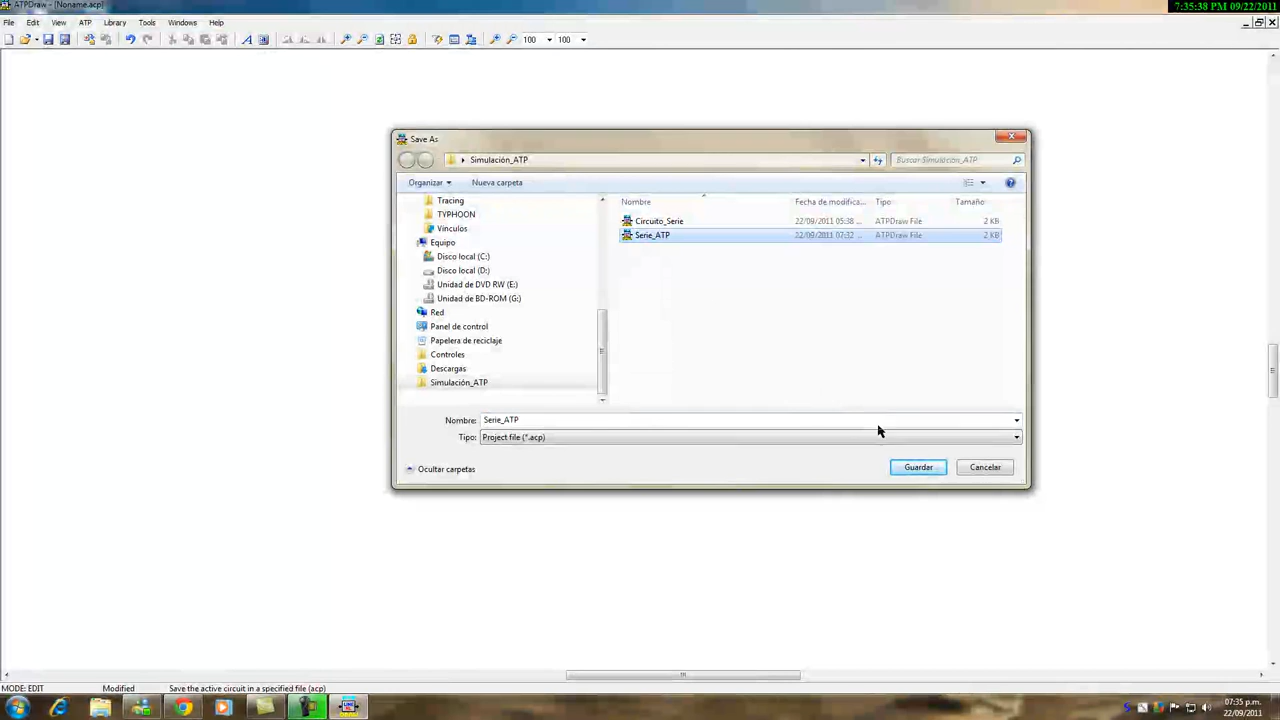 ATPDraw - [Noname.acp]
7:35:38 PM 09/22/2011
File Edit View ATP Library Tools Windows Help
100 100
Save As
Simulación_ATP
Buscar Simulación_ATP
Organizar Nueva carpeta
Tracing
TYPHOON
Vínculos
Equipo
Disco local (C:)
Disco local (D:)
Unidad de DVD RW (E:)
Unidad de BD-ROM (G:)
Red
Panel de control
Papelera de reciclaje
Controles
Descargas
Simulación_ATP
Nombre Fecha de modifica... Tipo Tamaño
Circuito_Serie 22/09/2011 05:38 ... ATPDraw File 2 KB
Serie_ATP 22/09/2011 07:32 ... ATPDraw File 2 KB
Nombre: Serie_ATP
Tipo: Project file (*.acp)
Ocultar carpetas
Guardar Cancelar
MODE: EDIT Modified Save the active circuit in a specified file (acp)
07:35 p.m.
22/09/2011